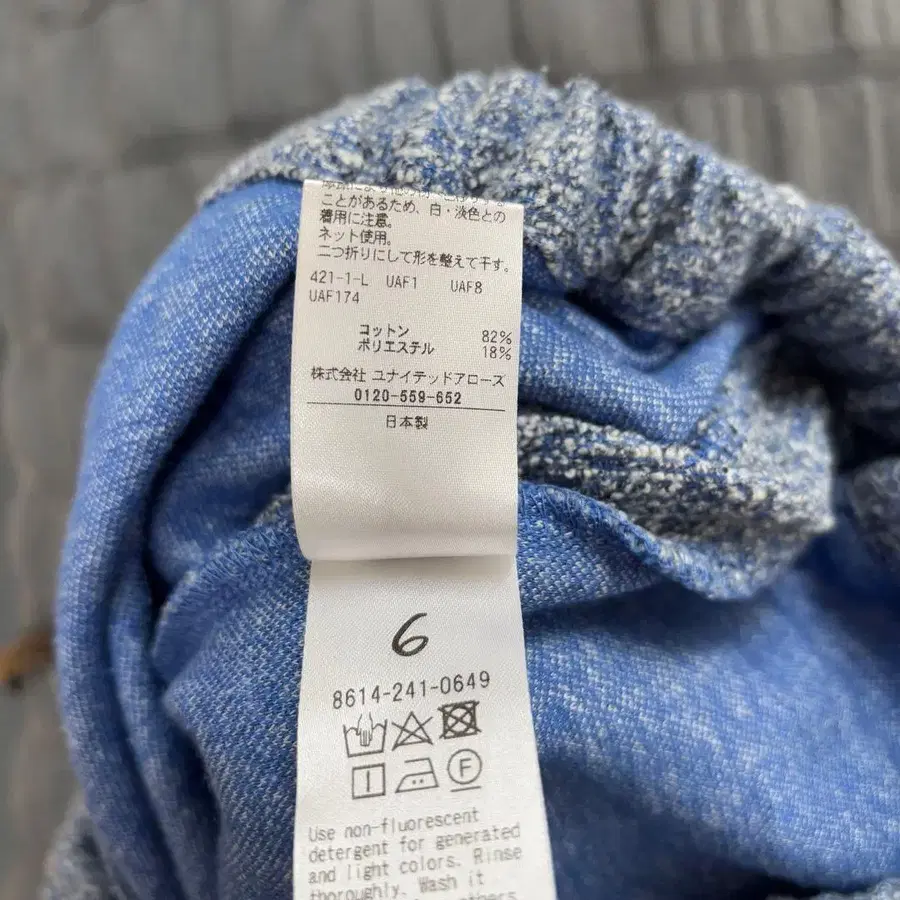 ことがあるため、白・淡色との
着用に注意。
ネット使用。
二つ折りにして形を整えて干す。
421-1-L UAF1 UAF8
UAF174
コットン 82%
ポリエステル 18%
株式会社 ユナイテッドアローズ
0120-559-652
日本製
6
8614-241-0649
F
Use non-fluorescent
detergent for generated
and light colors. Rinse
thoroughly. Wash it
others